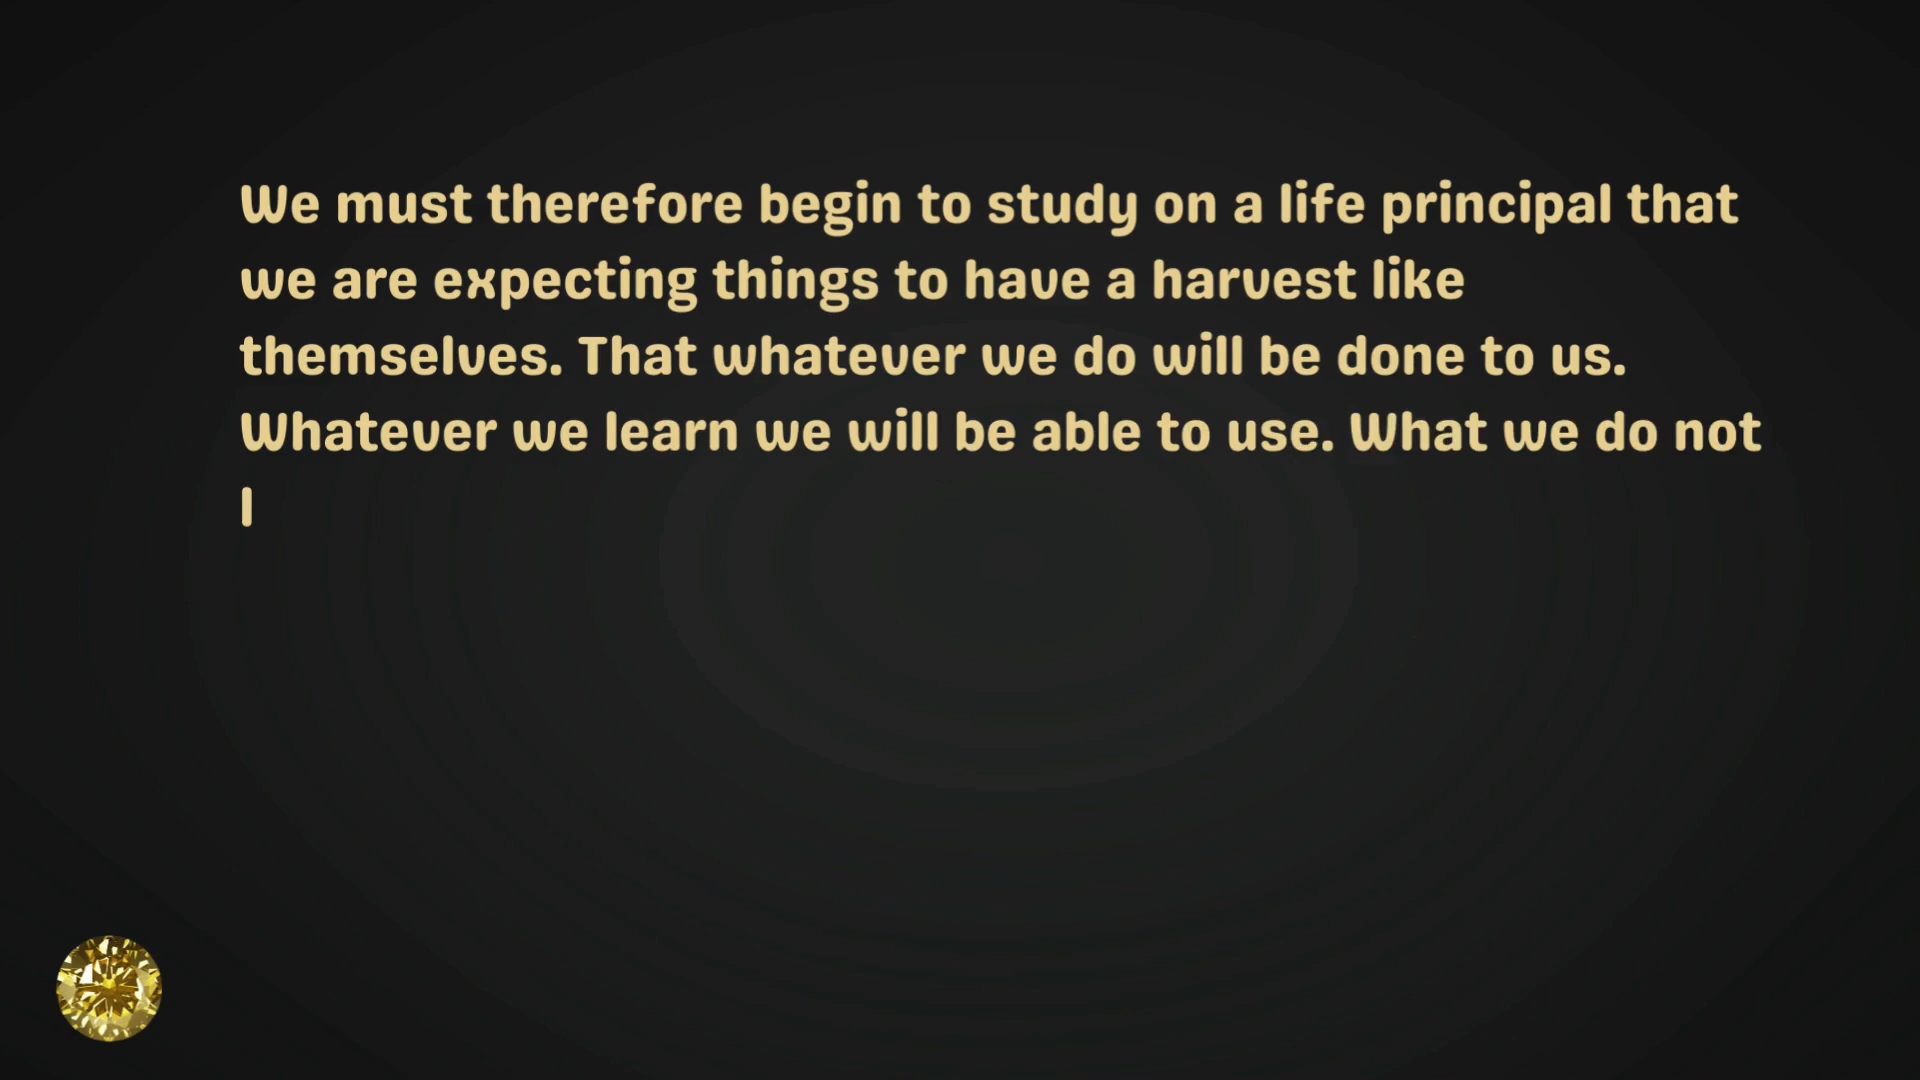 We must therefore begin to study on a life principal that
we are expecting things to have a harvest like
themselves. That whatever we do will be done to us.
Whatever we learn we will be able to use. What we do not
l